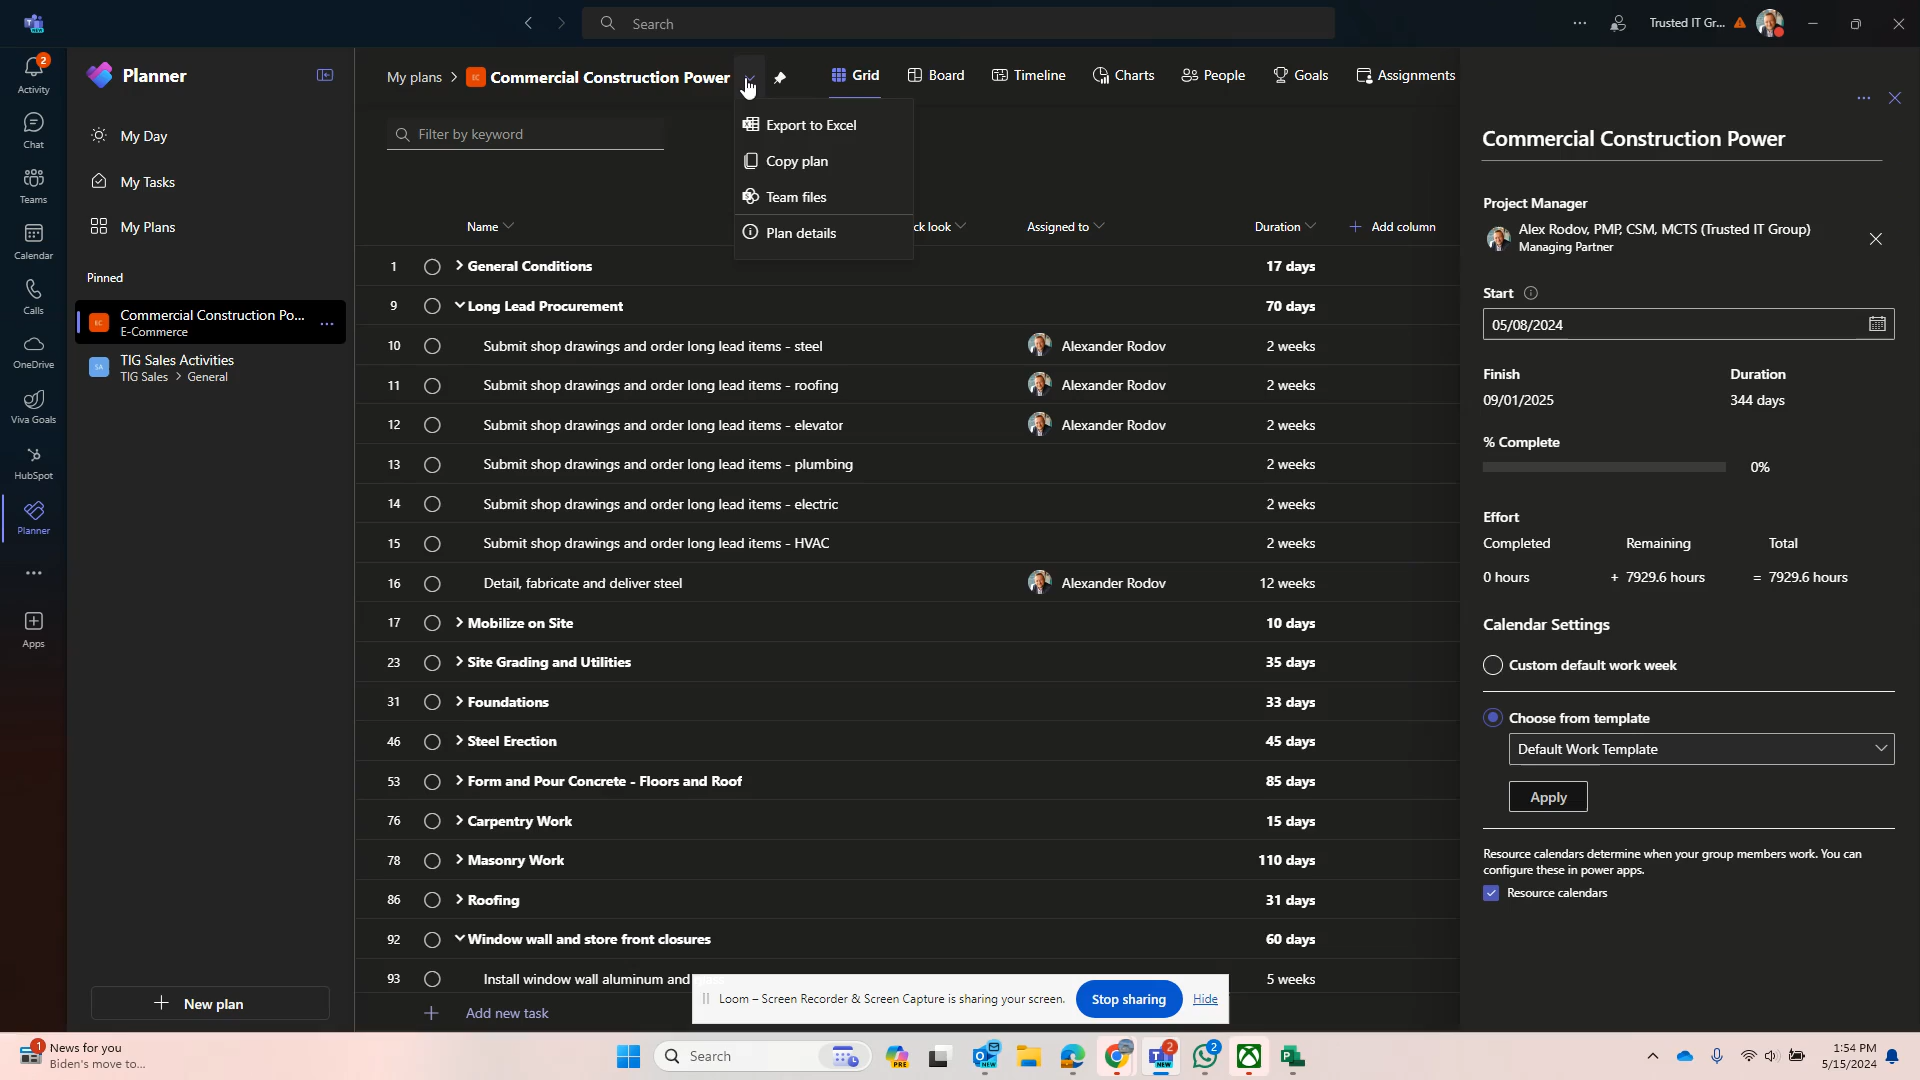 Search
Trusted IT Gr...
2
Activity
Chat
Teams
Calendar
Calls
OneDrive
Viva Goals
HubSpot
Planner
Apps
Planner
My Day
My Tasks
My Plans
Pinned
Commercial Construction Po...
E-Commerce
TIG Sales Activities
TIG Sales > General
New plan
My plans > Commercial Construction Power
Grid
Board
Timeline
Charts
People
Goals
Assignments
Filter by keyword
Export to Excel
Copy plan
Team files
Plan details
Name
ck look
Assigned to
Duration
Add column
1 General Conditions 17 days
9 Long Lead Procurement 70 days
10 Submit shop drawings and order long lead items - steel Alexander Rodov 2 weeks
11 Submit shop drawings and order long lead items - roofing Alexander Rodov 2 weeks
12 Submit shop drawings and order long lead items - elevator Alexander Rodov 2 weeks
13 Submit shop drawings and order long lead items - plumbing 2 weeks
14 Submit shop drawings and order long lead items - electric 2 weeks
15 Submit shop drawings and order long lead items - HVAC 2 weeks
16 Detail, fabricate and deliver steel Alexander Rodov 12 weeks
17 Mobilize on Site 10 days
23 Site Grading and Utilities 35 days
31 Foundations 33 days
46 Steel Erection 45 days
53 Form and Pour Concrete - Floors and Roof 85 days
76 Carpentry Work 15 days
78 Masonry Work 110 days
86 Roofing 31 days
92 Window wall and store front closures 60 days
93 Install window wall aluminum and 5 weeks
Add new task
Commercial Construction Power
Project Manager
Alex Rodov, PMP, CSM, MCTS (Trusted IT Group)
Managing Partner
Start
05/08/2024
Finish Duration
09/01/2025 344 days
% Complete
0%
Effort
Completed Remaining Total
0 hours + 7929.6 hours = 7929.6 hours
Calendar Settings
Custom default work week
Choose from template
Default Work Template
Apply
Resource calendars determine when your group members work. You can
configure these in power apps.
Resource calendars
Loom – Screen Recorder & Screen Capture is sharing your screen. Stop sharing Hide
1
News for you
Biden's move to...
Search
PRE
NEW
2
NEW
2
1:54 PM
5/15/2024